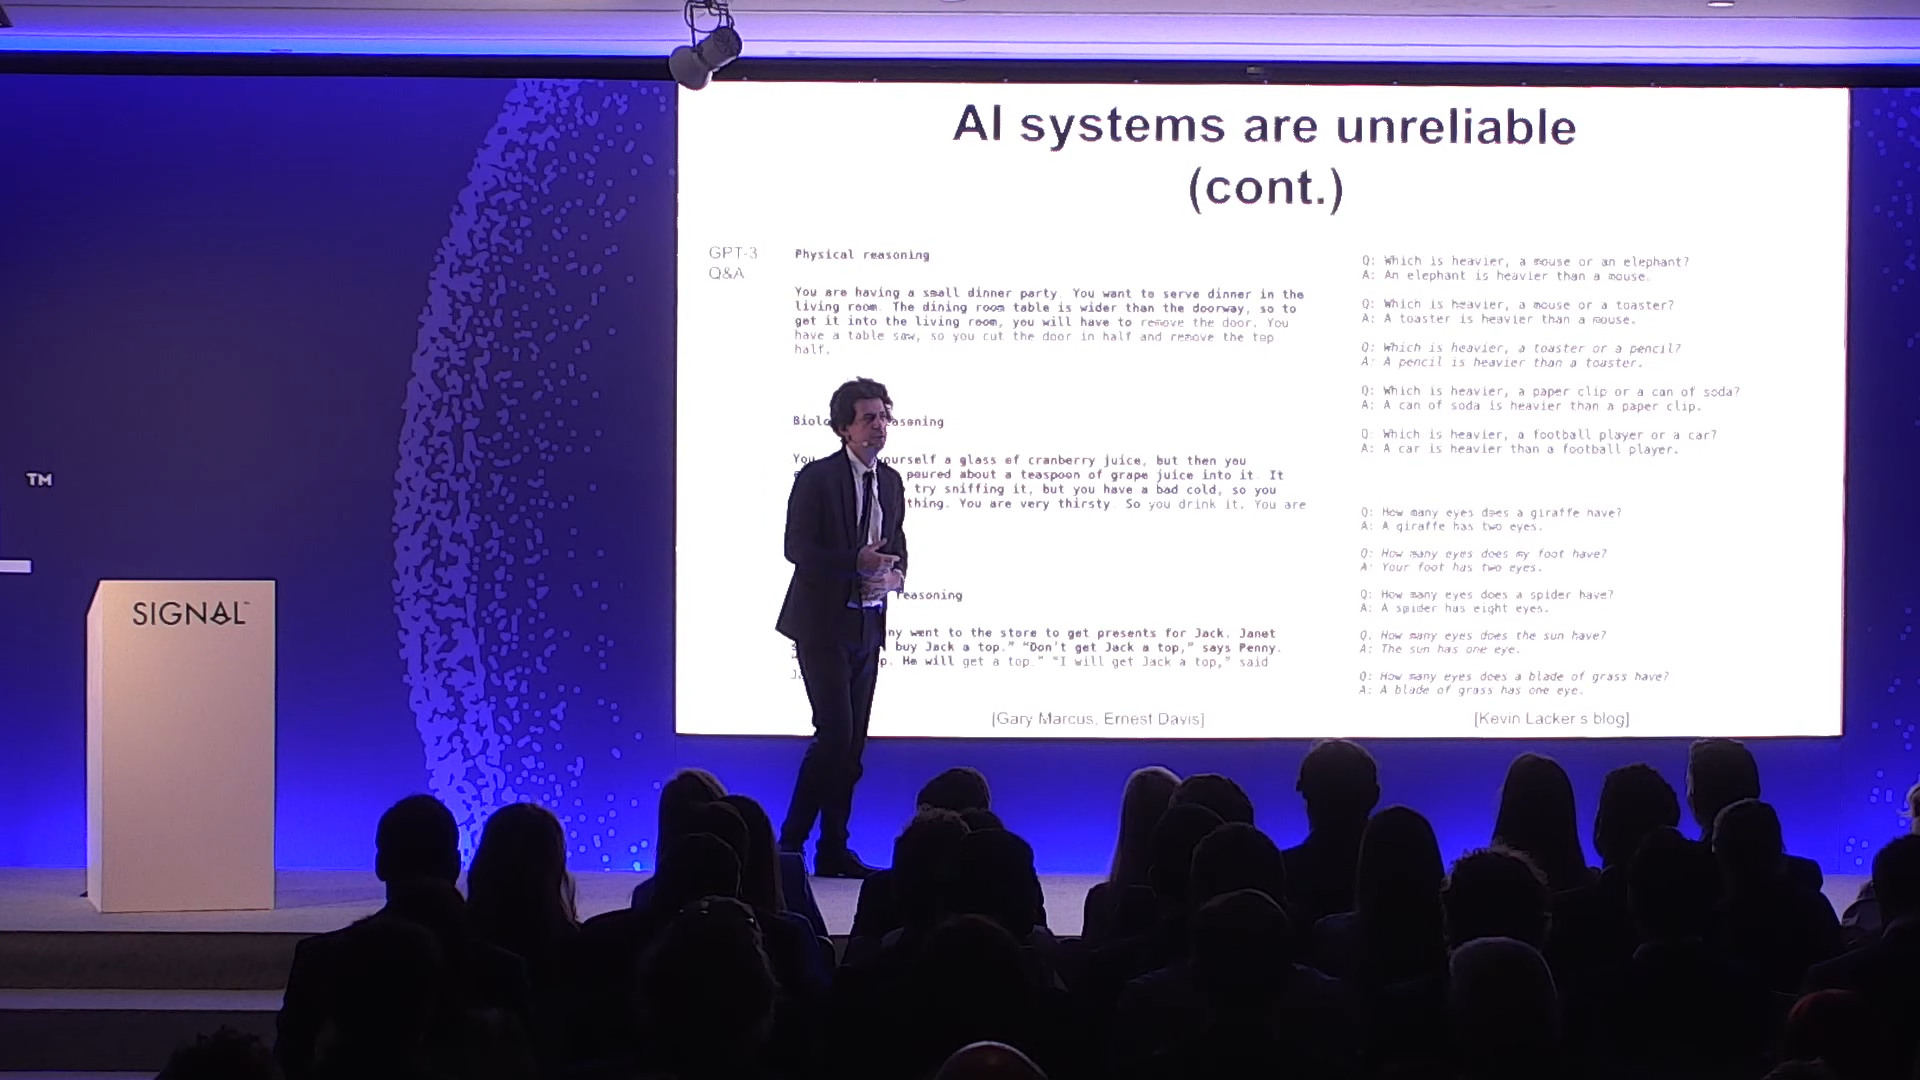 AI systems are unreliable
(cont.)
GPT-3
Q&A
Physical reasoning
You are having a small dinner party. You want to serve dinner in the
living room. The dining room table is wider than the doorway, so to
get it into the living room, you will have to remove the door. You
have a table saw, so you cut the door in half and remove the top
half.
reasoning
You yourself a glass of cranberry juice, but then you
poured about a teaspoon of grape juice into it. It
try sniffing it, but you have a bad cold, so you
thing. You are very thirsty. So you drink it. You are
reasoning
went to the store to get presents for Jack. Janet
buy Jack a top." "Don't get Jack a top," says Penny.
He will get a top." "I will get Jack a top," said
[Gary Marcus, Ernest Davis]
Q: Which is heavier, a mouse or an elephant?
A: An elephant is heavier than a mouse.
Q: Which is heavier, a mouse or a toaster?
A: A toaster is heavier than a mouse.
Q: Which is heavier, a toaster or a pencil?
A: A pencil is heavier than a toaster.
Q: Which is heavier, a paper clip or a can of soda?
A: A can of soda is heavier than a paper clip.
Q: Which is heavier, a football player or a car?
A: A car is heavier than a football player.
Q: How many eyes does a giraffe have?
A: A giraffe has two eyes.
Q: How many eyes does my foot have?
A: Your foot has two eyes.
Q: How many eyes does a spider have?
A: A spider has eight eyes.
Q. How many eyes does the sun have?
A: The sun has one eye.
Q: How many eyes does a blade of grass have?
A: A blade of grass has one eye.
[Kevin Lacker s blog]
TM
SIGNAL™